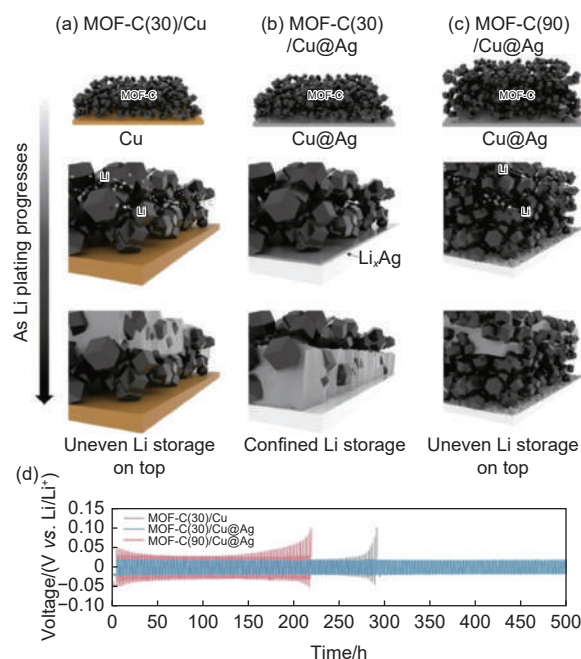 (a) MOF-C(30)/Cu
(b) MOF-C(30)
/Cu@Ag
(c) MOF-C(90)
/Cu@Ag
MOF-C
MOF-C
MOF-C
Cu
Cu@Ag
Cu@Ag
As Li plating progresses
Li
Li
LiₓAg
Li
Li
Uneven Li storage
on top
Confined Li storage
Uneven Li storage
on top
(d)
Voltage/(V vs. Li/Li⁺)
0.15
0.10
0.05
0
−0.05
−0.10
MOF-C(30)/Cu
MOF-C(30)/Cu@Ag
MOF-C(90)/Cu@Ag
0 50 100 150 200 250 300 350 400 450 500
Time/h